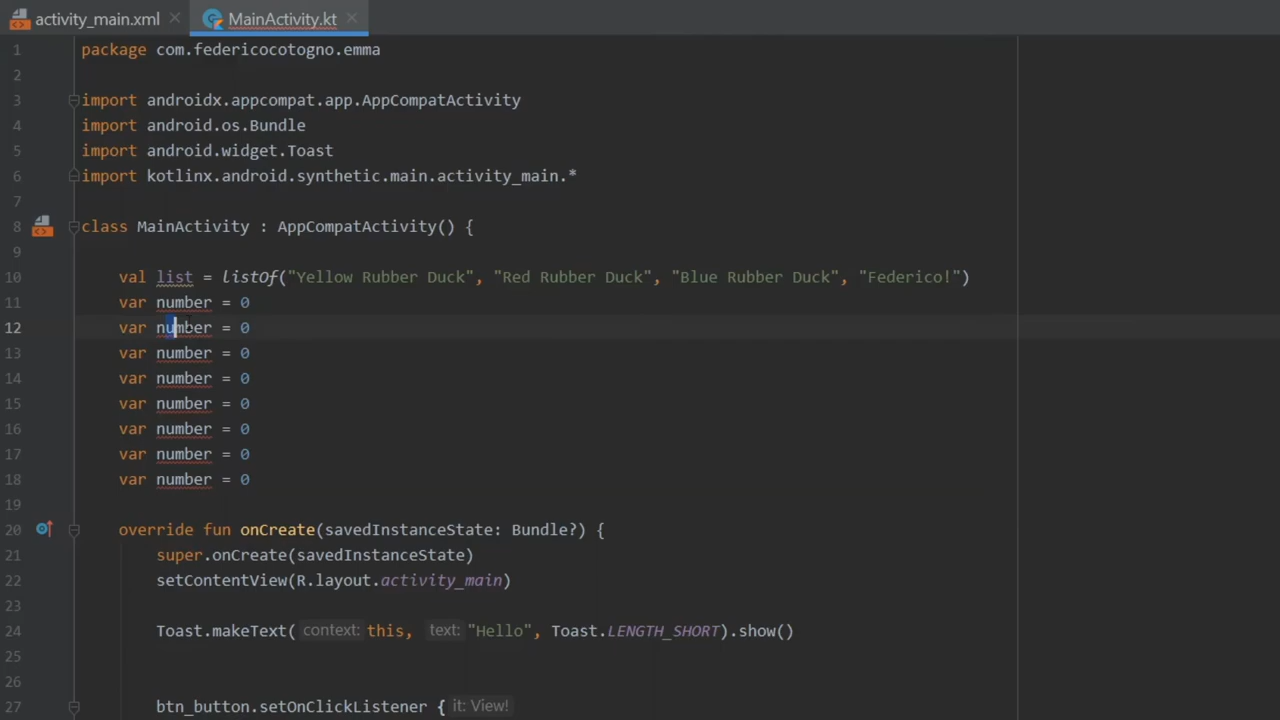 activity_main.xml MainActivity.kt
1 package com.federicocotogno.emma
2
3 import androidx.appcompat.app.AppCompatActivity
4 import android.os.Bundle
5 import android.widget.Toast
6 import kotlinx.android.synthetic.main.activity_main.*
7
8 class MainActivity : AppCompatActivity() {
9
10 val list = listOf("Yellow Rubber Duck", "Red Rubber Duck", "Blue Rubber Duck", "Federico!")
11 var number = 0
12 var number = 0
13 var number = 0
14 var number = 0
15 var number = 0
16 var number = 0
17 var number = 0
18 var number = 0
19
20 override fun onCreate(savedInstanceState: Bundle?) {
21 super.onCreate(savedInstanceState)
22 setContentView(R.layout.activity_main)
23
24 Toast.makeText( context: this, text: "Hello", Toast.LENGTH_SHORT).show()
25
26
27 btn_button.setOnClickListener { it: View!